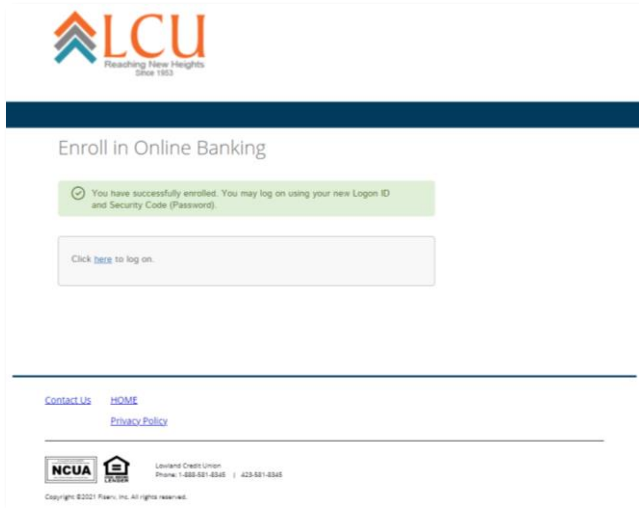 LCU
Reaching New Heights
Since 1953
Enroll in Online Banking
You have successfully enrolled. You may log on using your new Logon ID
and Security Code (Password).
Click here to log on.
Contact Us HOME
Privacy Policy
NCUA
LENDER
Lowland Credit Union
Phone: 1-888-581-8345 | 423-581-8345
Copyright ©2021 Fiserv, Inc. All rights reserved.